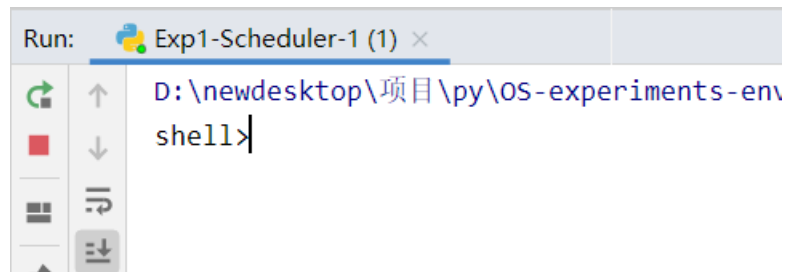 Run: Exp1-Scheduler-1 (1)
D:\newdesktop\项目\py\OS-experiments-env
shell>